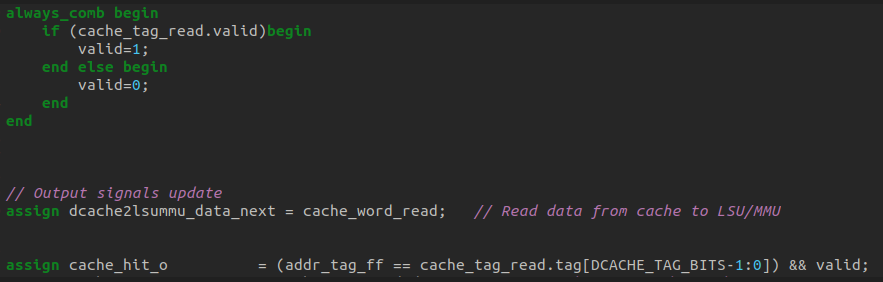 always_comb begin
    if (cache_tag_read.valid)begin
        valid=1;
    end else begin
        valid=0;
    end
end
// Output signals update
assign dcache2lsummu_data_next = cache_word_read;   // Read data from cache to LSU/MMU
assign cache_hit_o          = (addr_tag_ff == cache_tag_read.tag[DCACHE_TAG_BITS-1:0]) && valid;